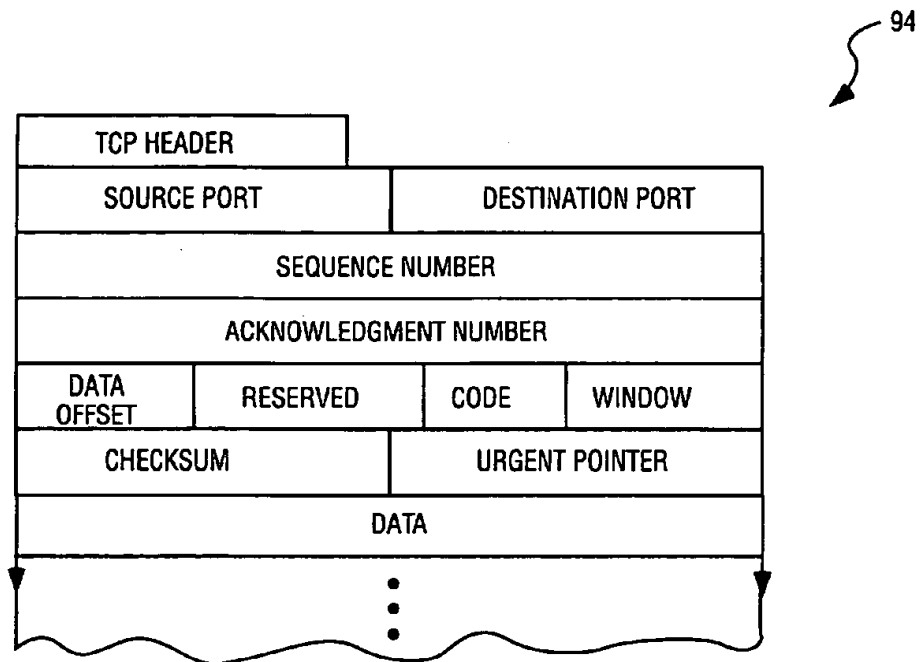 94
TCP HEADER
SOURCE PORT DESTINATION PORT
SEQUENCE NUMBER
ACKNOWLEDGMENT NUMBER
DATA OFFSET RESERVED CODE WINDOW
CHECKSUM URGENT POINTER
DATA